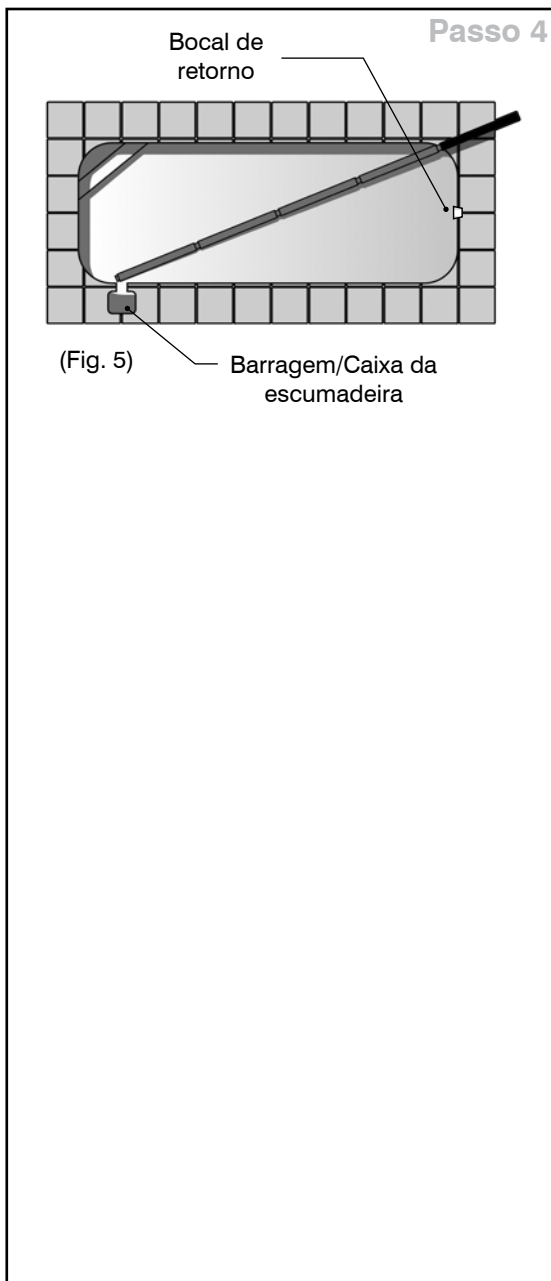 Passo 4
Bocal de
retorno
(Fig. 5)
Barragem/Caixa da
escumadeira